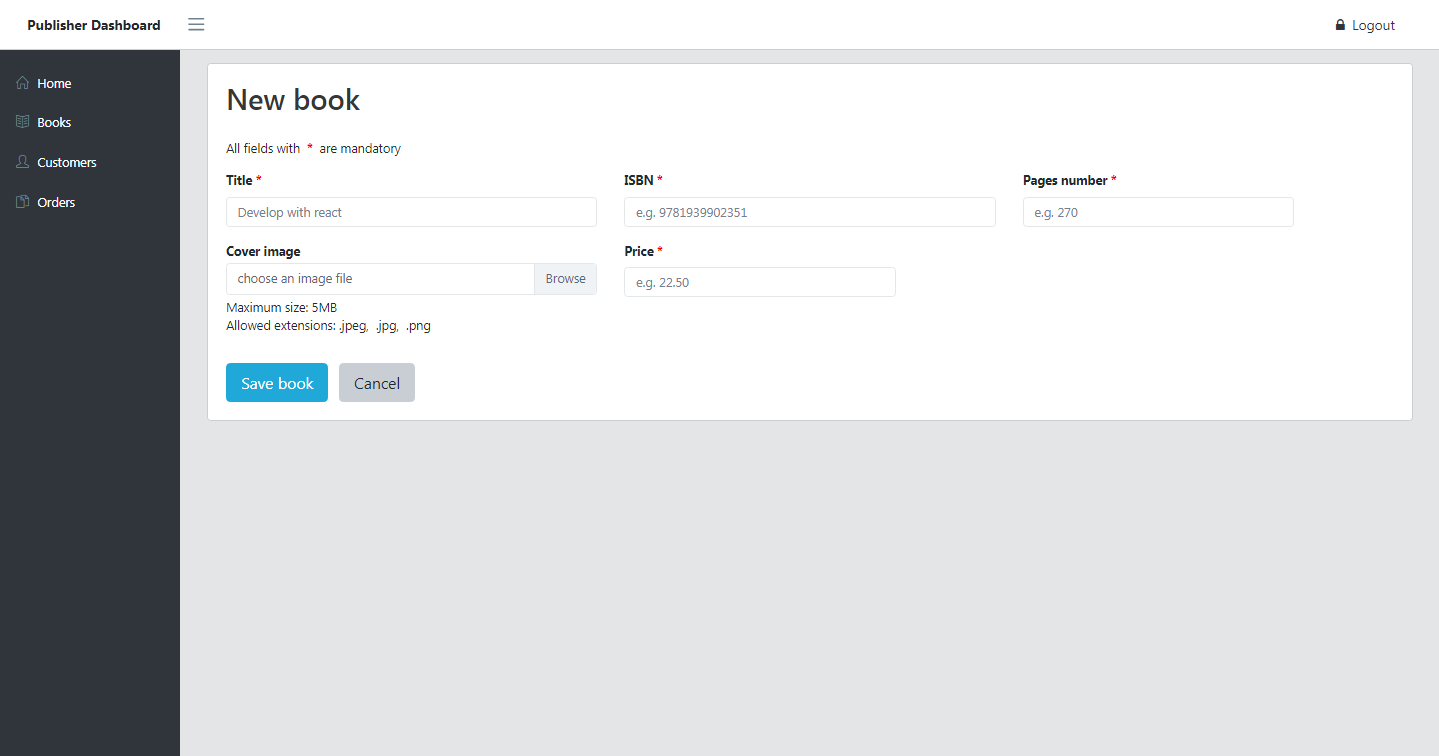 Publisher Dashboard
Logout
Home
Books
Customers
Orders
New book
All fields with * are mandatory
Title * ISBN * Pages number *
Develop with react e.g. 9781939902351 e.g. 270
Cover image Price *
choose an image file Browse e.g. 22.50
Maximum size: 5MB
Allowed extensions: .jpeg, .jpg, .png
Save book Cancel